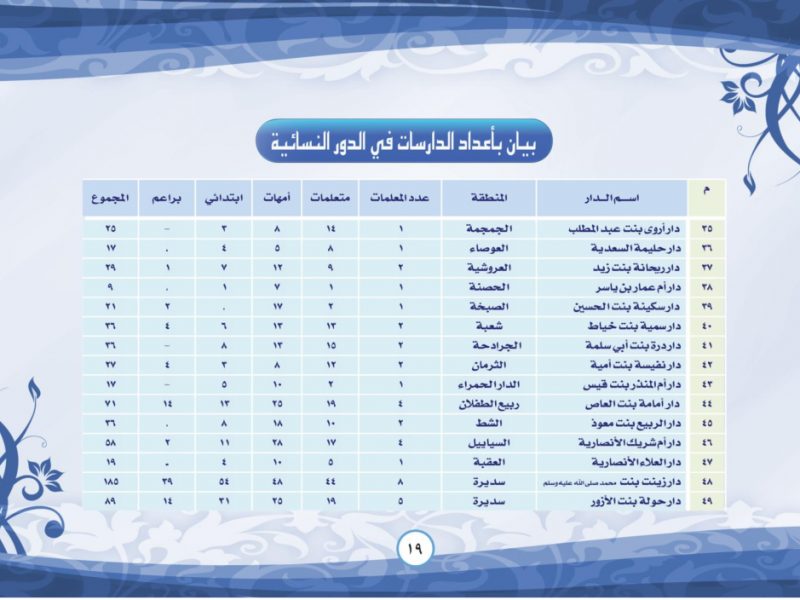 بيان بأعداد الدارسات في الدور النسائية
م اسم الدار المنطقة عدد المعلمات متعلمات أمهات ابتدائي براعم المجموع
٣٥ دار أروى بنت عبد المطلب الجمجمة ١ ١٤ ٨ ٣ – ٢٥
٣٦ دار حليمة السعدية العوصاء ١ ٨ ٥ ٤ . ١٧
٣٧ دار ريحانة بنت زيد العروشية ٢ ٩ ١٢ ٧ ١ ٢٩
٣٨ دار أم عمار بن ياسر الحصنة ١ ١ ٧ ١ . ٩
٣٩ دار سكينة بنت الحسين الصبخة ١ ٢ ١٧ . ٢ ٢١
٤٠ دار سمية بنت خياط شعبة ٢ ١٣ ١٣ ٦ ٤ ٣٦
٤١ دار درة بنت أبي سلمة الجرادحة ٢ ١٥ ١٣ ٨ – ٣٦
٤٢ دار نفيسة بنت أمية الثرمان ٢ ١٢ ٨ ٣ ٤ ٢٧
٤٣ دار أم المنذر بنت قيس الدار الحمراء ١ ٢ ١٠ ٥ – ١٧
٤٤ دار أمامة بنت العاص ربيع الطفلان ٤ ١٩ ٢٥ ١٣ ١٤ ٧١
٤٥ دار الربيع بنت معوذ الشط ٢ ١٠ ١٨ ٨ . ٣٦
٤٦ دار أم شريك الأنصارية السياييل ٤ ١٧ ٢٨ ١١ ٢ ٥٨
٤٧ دار العلاء الأنصارية العقبة ١ ٥ ١٠ ٤ . ١٩
٤٨ دار زينت بنت محمد صلى الله عليه وسلم سديرة ٨ ٤٤ ٤٨ ٥٤ ٣٩ ١٨٥
٤٩ دار حولة بنت الأزور سديرة ٥ ١٩ ٢٥ ٣١ ١٤ ٨٩
١٩